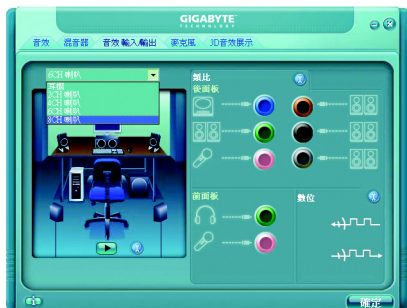 GIGABYTE
TECHNOLOGY
音效 混音器 音效輸入/輸出 麥克風 3D音效展示
6CH 喇叭
耳機
2CH 喇叭
4CH 喇叭
6CH 喇叭
8CH 喇叭
類比
後面板
前面板
數位
確定